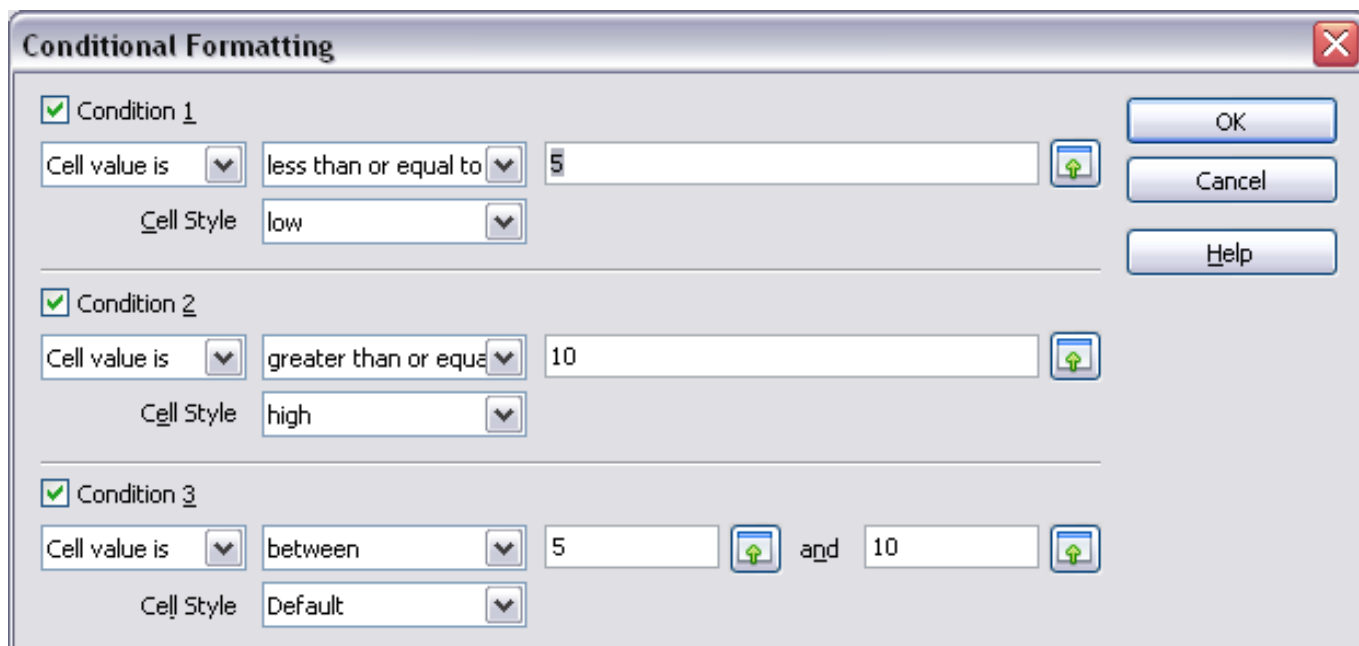 Conditional Formatting
Condition 1
Cell value is less than or equal to 5
Cell Style low
Condition 2
Cell value is greater than or equa 10
Cell Style high
Condition 3
Cell value is between 5 and 10
Cell Style Default
OK
Cancel
Help